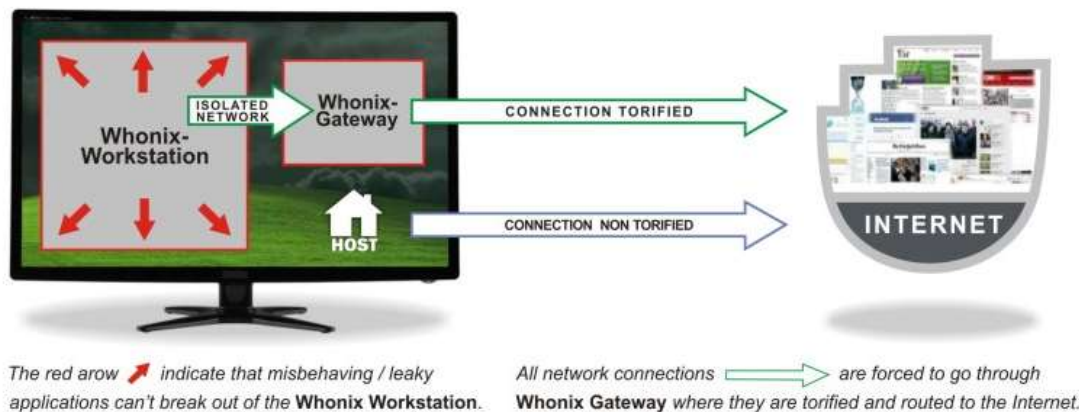 Whonix-
Workstation
ISOLATED
NETWORK
Whonix-
Gateway
HOST
CONNECTION TORIFIED
CONNECTION NON TORIFIED
INTERNET
The red arow indicate that misbehaving / leaky
applications can't break out of the Whonix Workstation.
All network connections are forced to go through
Whonix Gateway where they are torified and routed to the Internet.